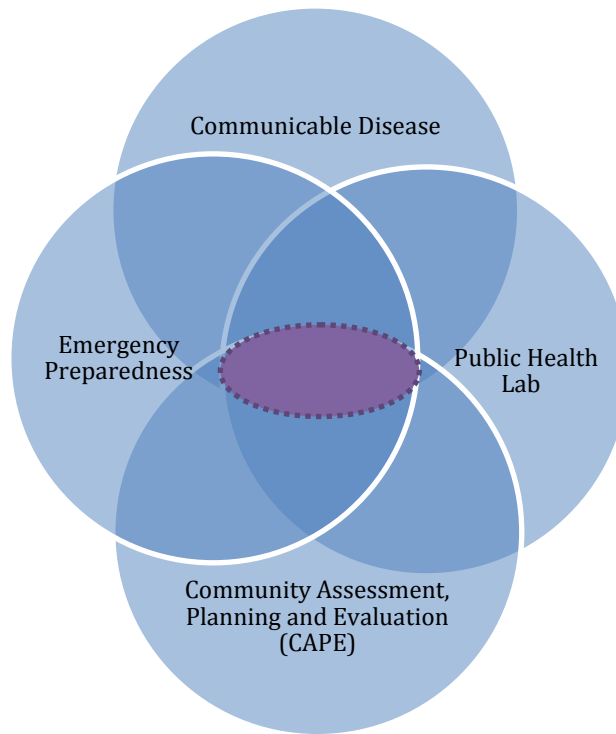 Communicable Disease
Emergency
Preparedness
Public Health
Lab
Community Assessment,
Planning and Evaluation
(CAPE)